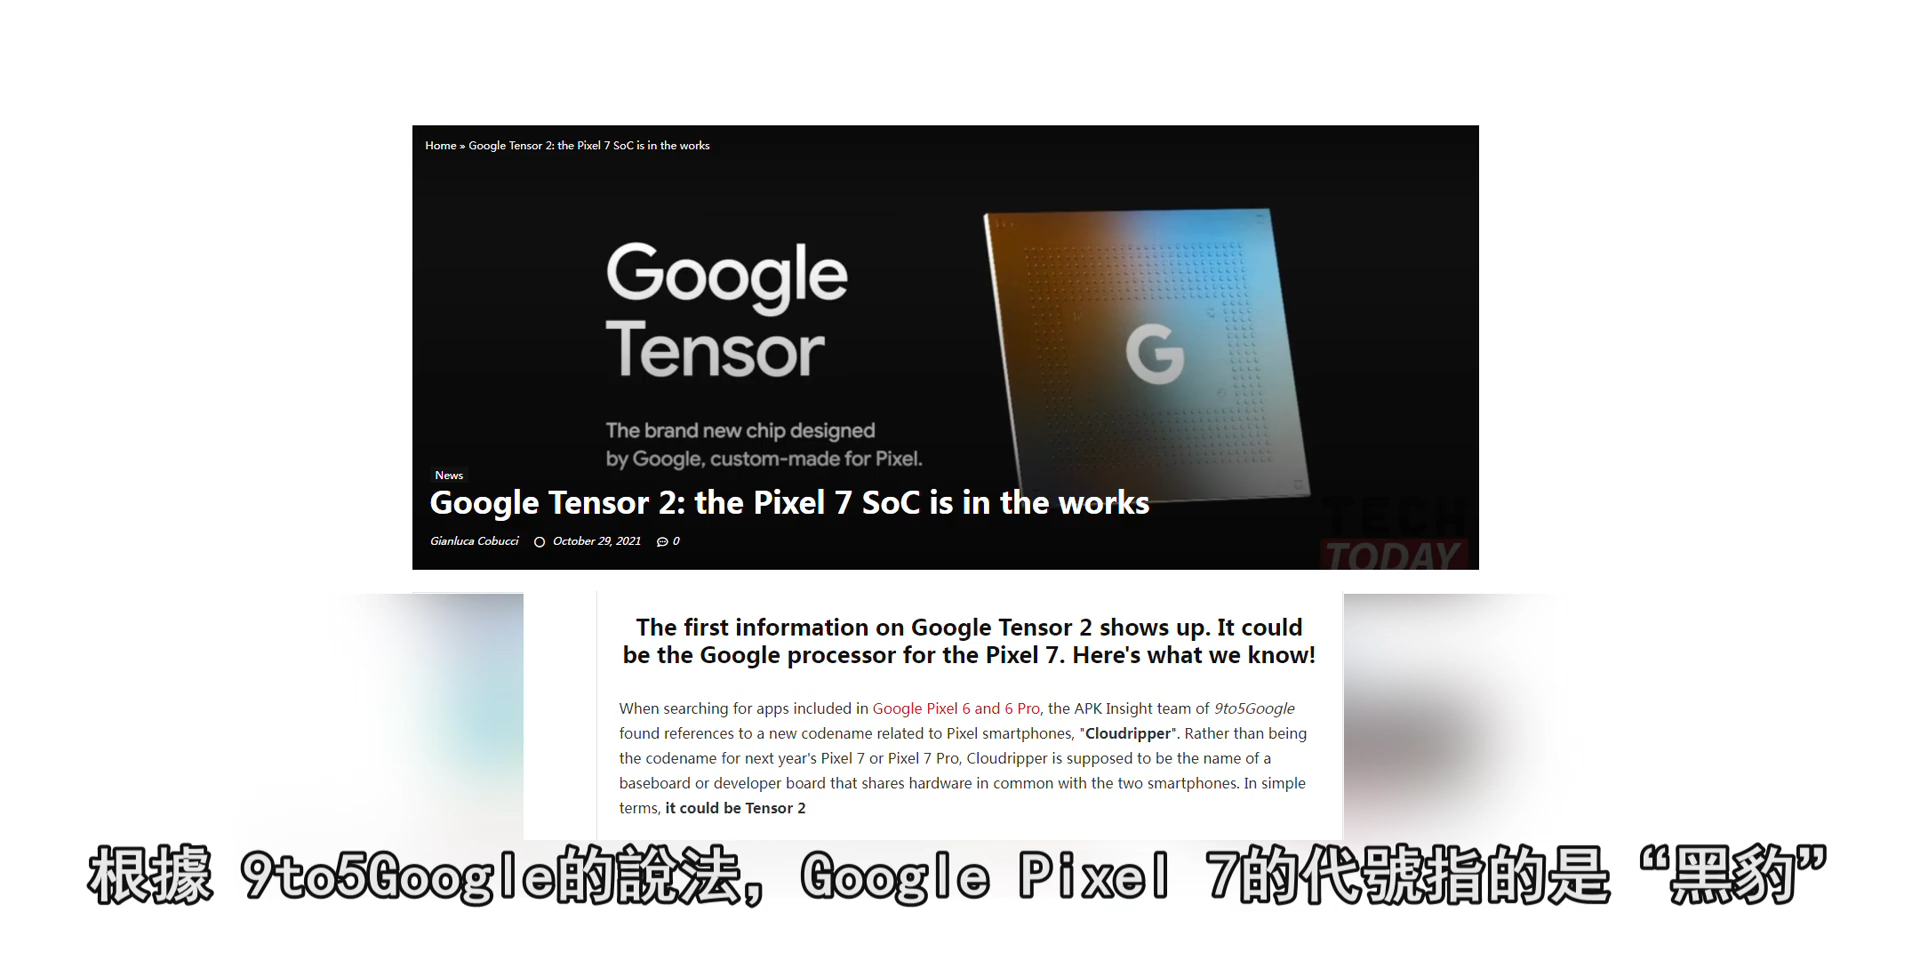 Home » Google Tensor 2: the Pixel 7 SoC is in the works
Google
Tensor
The brand new chip designed
by Google, custom-made for Pixel.
G
News
Google Tensor 2: the Pixel 7 SoC is in the works
Gianluca Cobucci October 29, 2021 0
TECH
TODAY
The first information on Google Tensor 2 shows up. It could
be the Google processor for the Pixel 7. Here's what we know!
When searching for apps included in Google Pixel 6 and 6 Pro, the APK Insight team of 9to5Google
found references to a new codename related to Pixel smartphones, "Cloudripper". Rather than being
the codename for next year's Pixel 7 or Pixel 7 Pro, Cloudripper is supposed to be the name of a
baseboard or developer board that shares hardware in common with the two smartphones. In simple
terms, it could be Tensor 2
根據 9to5Google的說法，Google Pixel 7的代號指的是“黑豹”